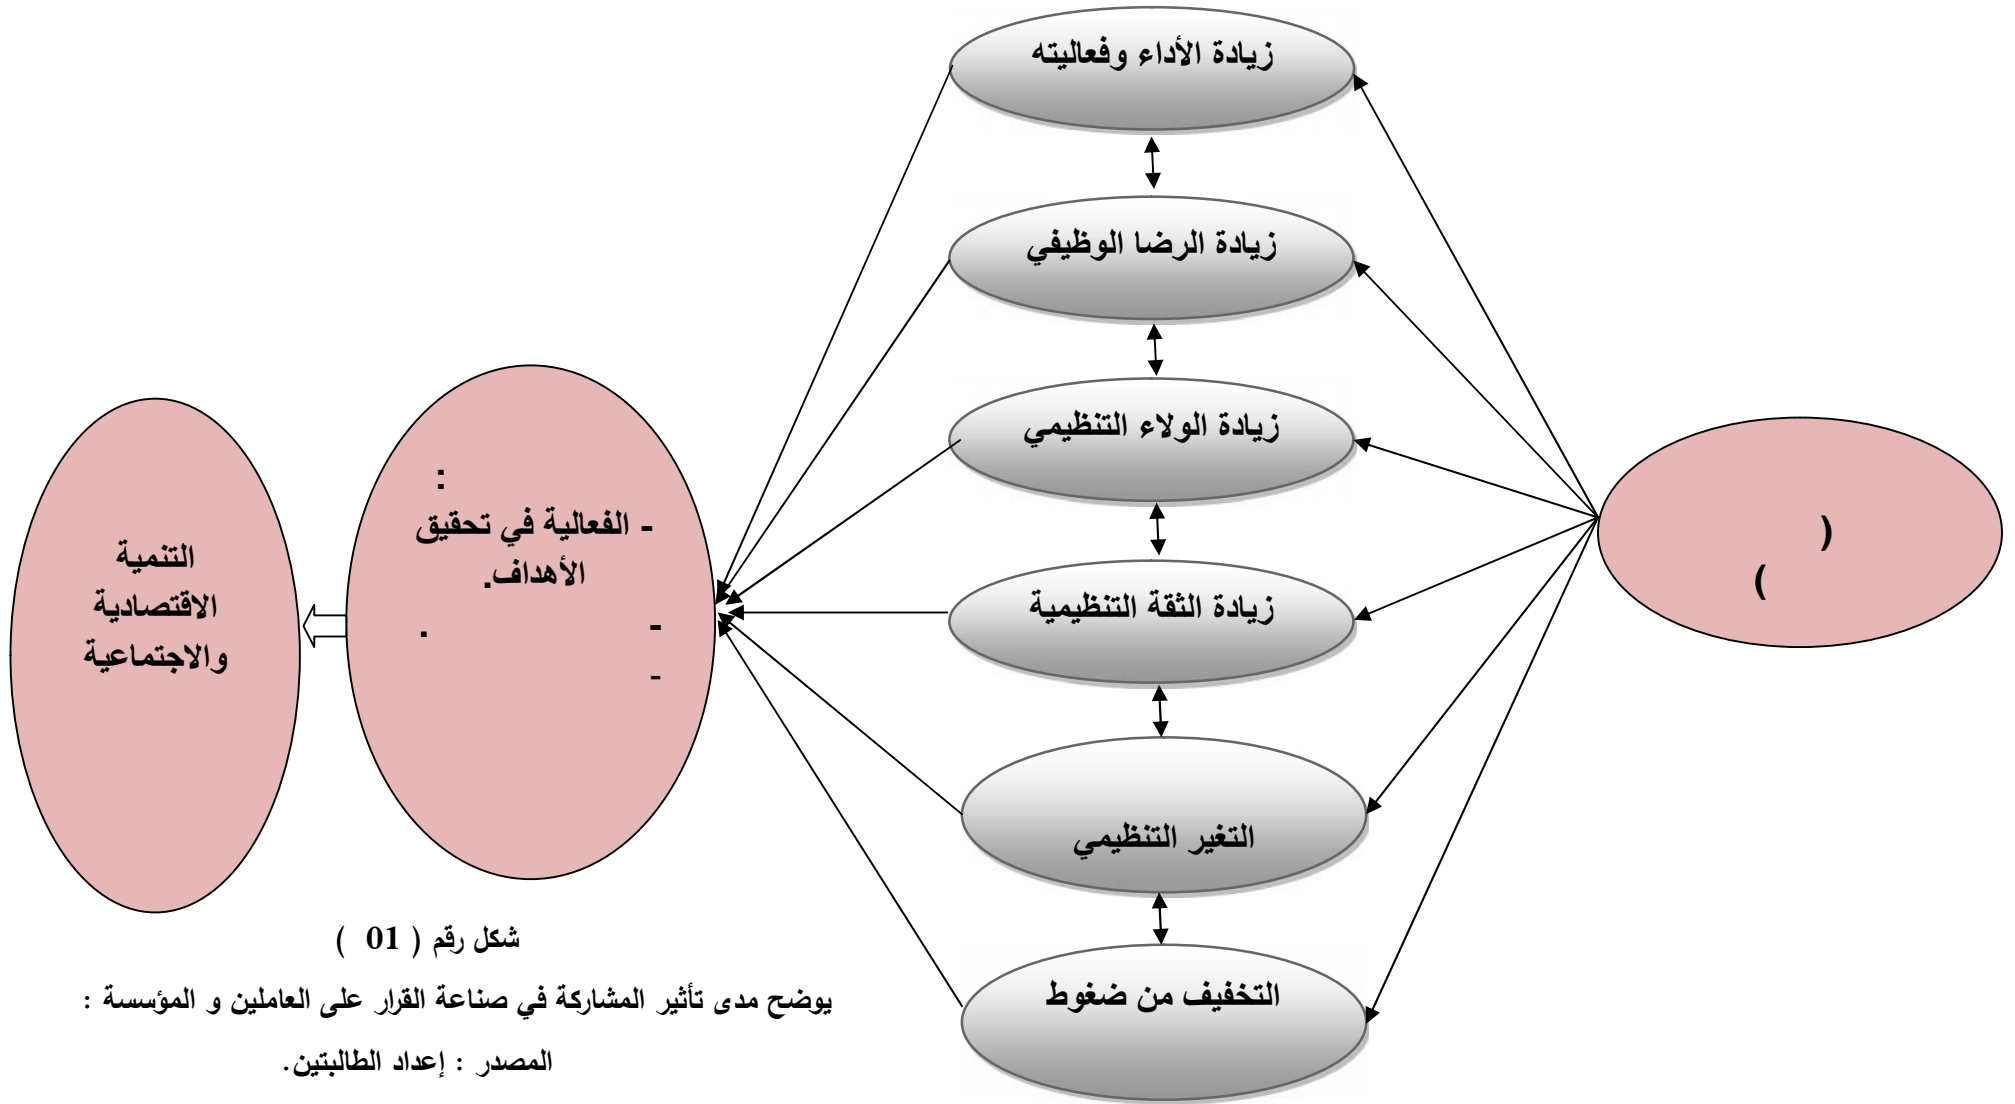 زيادة الأداء وفعاليته
زيادة الرضا الوظيفي
زيادة الولاء التنظيمي
زيادة الثقة التنظيمية
التغير التنظيمي
التخفيف من ضغوط
(
)
:
- الفعالية في تحقيق
الأهداف.
- .
-
التنمية
الاقتصادية
والاجتماعية
شكل رقم ( 01 )
يوضح مدى تأثير المشاركة في صناعة القرار على العاملين و المؤسسة :
المصدر : إعداد الطالبتين.